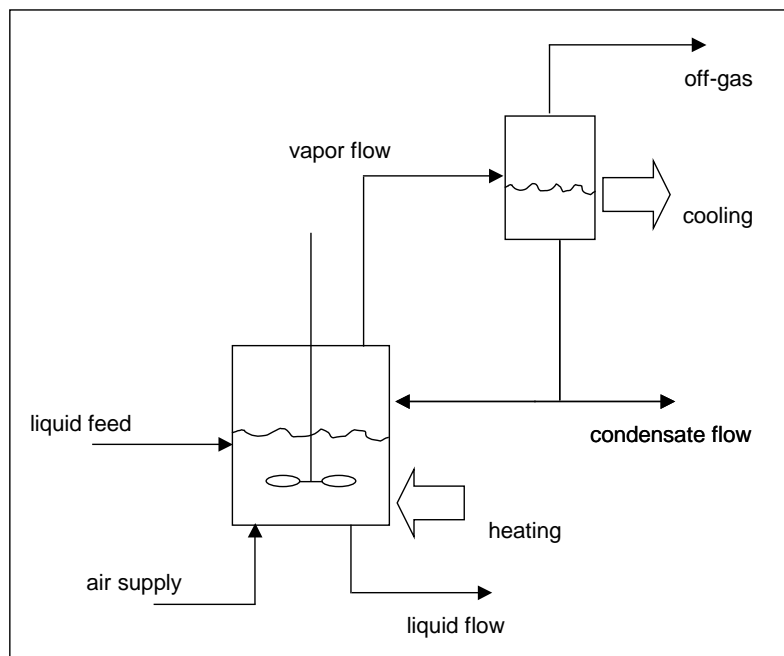 off-gas
vapor flow
cooling
liquid feed
condensate flow
heating
air supply
liquid flow